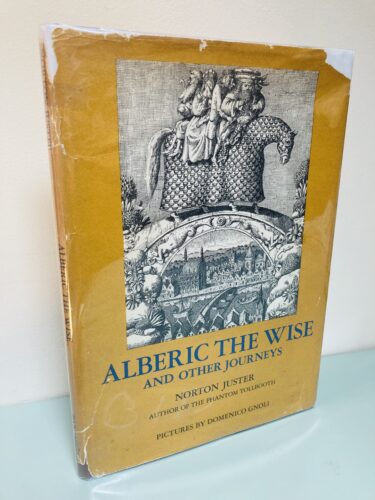 ALBERIC THE WISE
AND OTHER JOURNEYS
NORTON JUSTER
AUTHOR OF THE PHANTOM TOLLBOOTH
PICTURES BY DOMENICO GNOLI
ALBERIC THE WISE